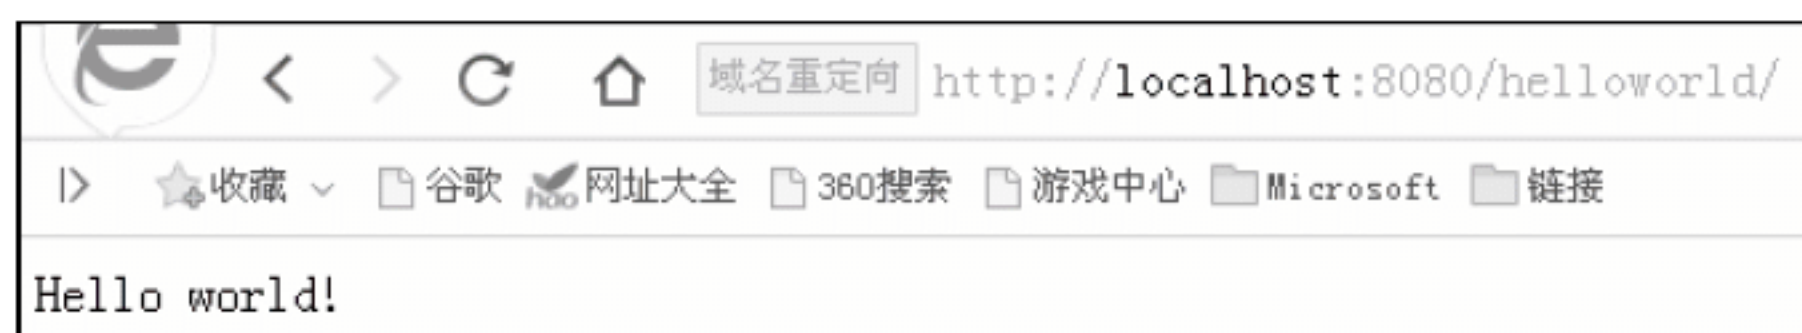 域名重定向 http://localhost:8080/helloworld/
收藏 谷歌 hao 网址大全 360搜索 游戏中心 Microsoft 链接
Hello world!